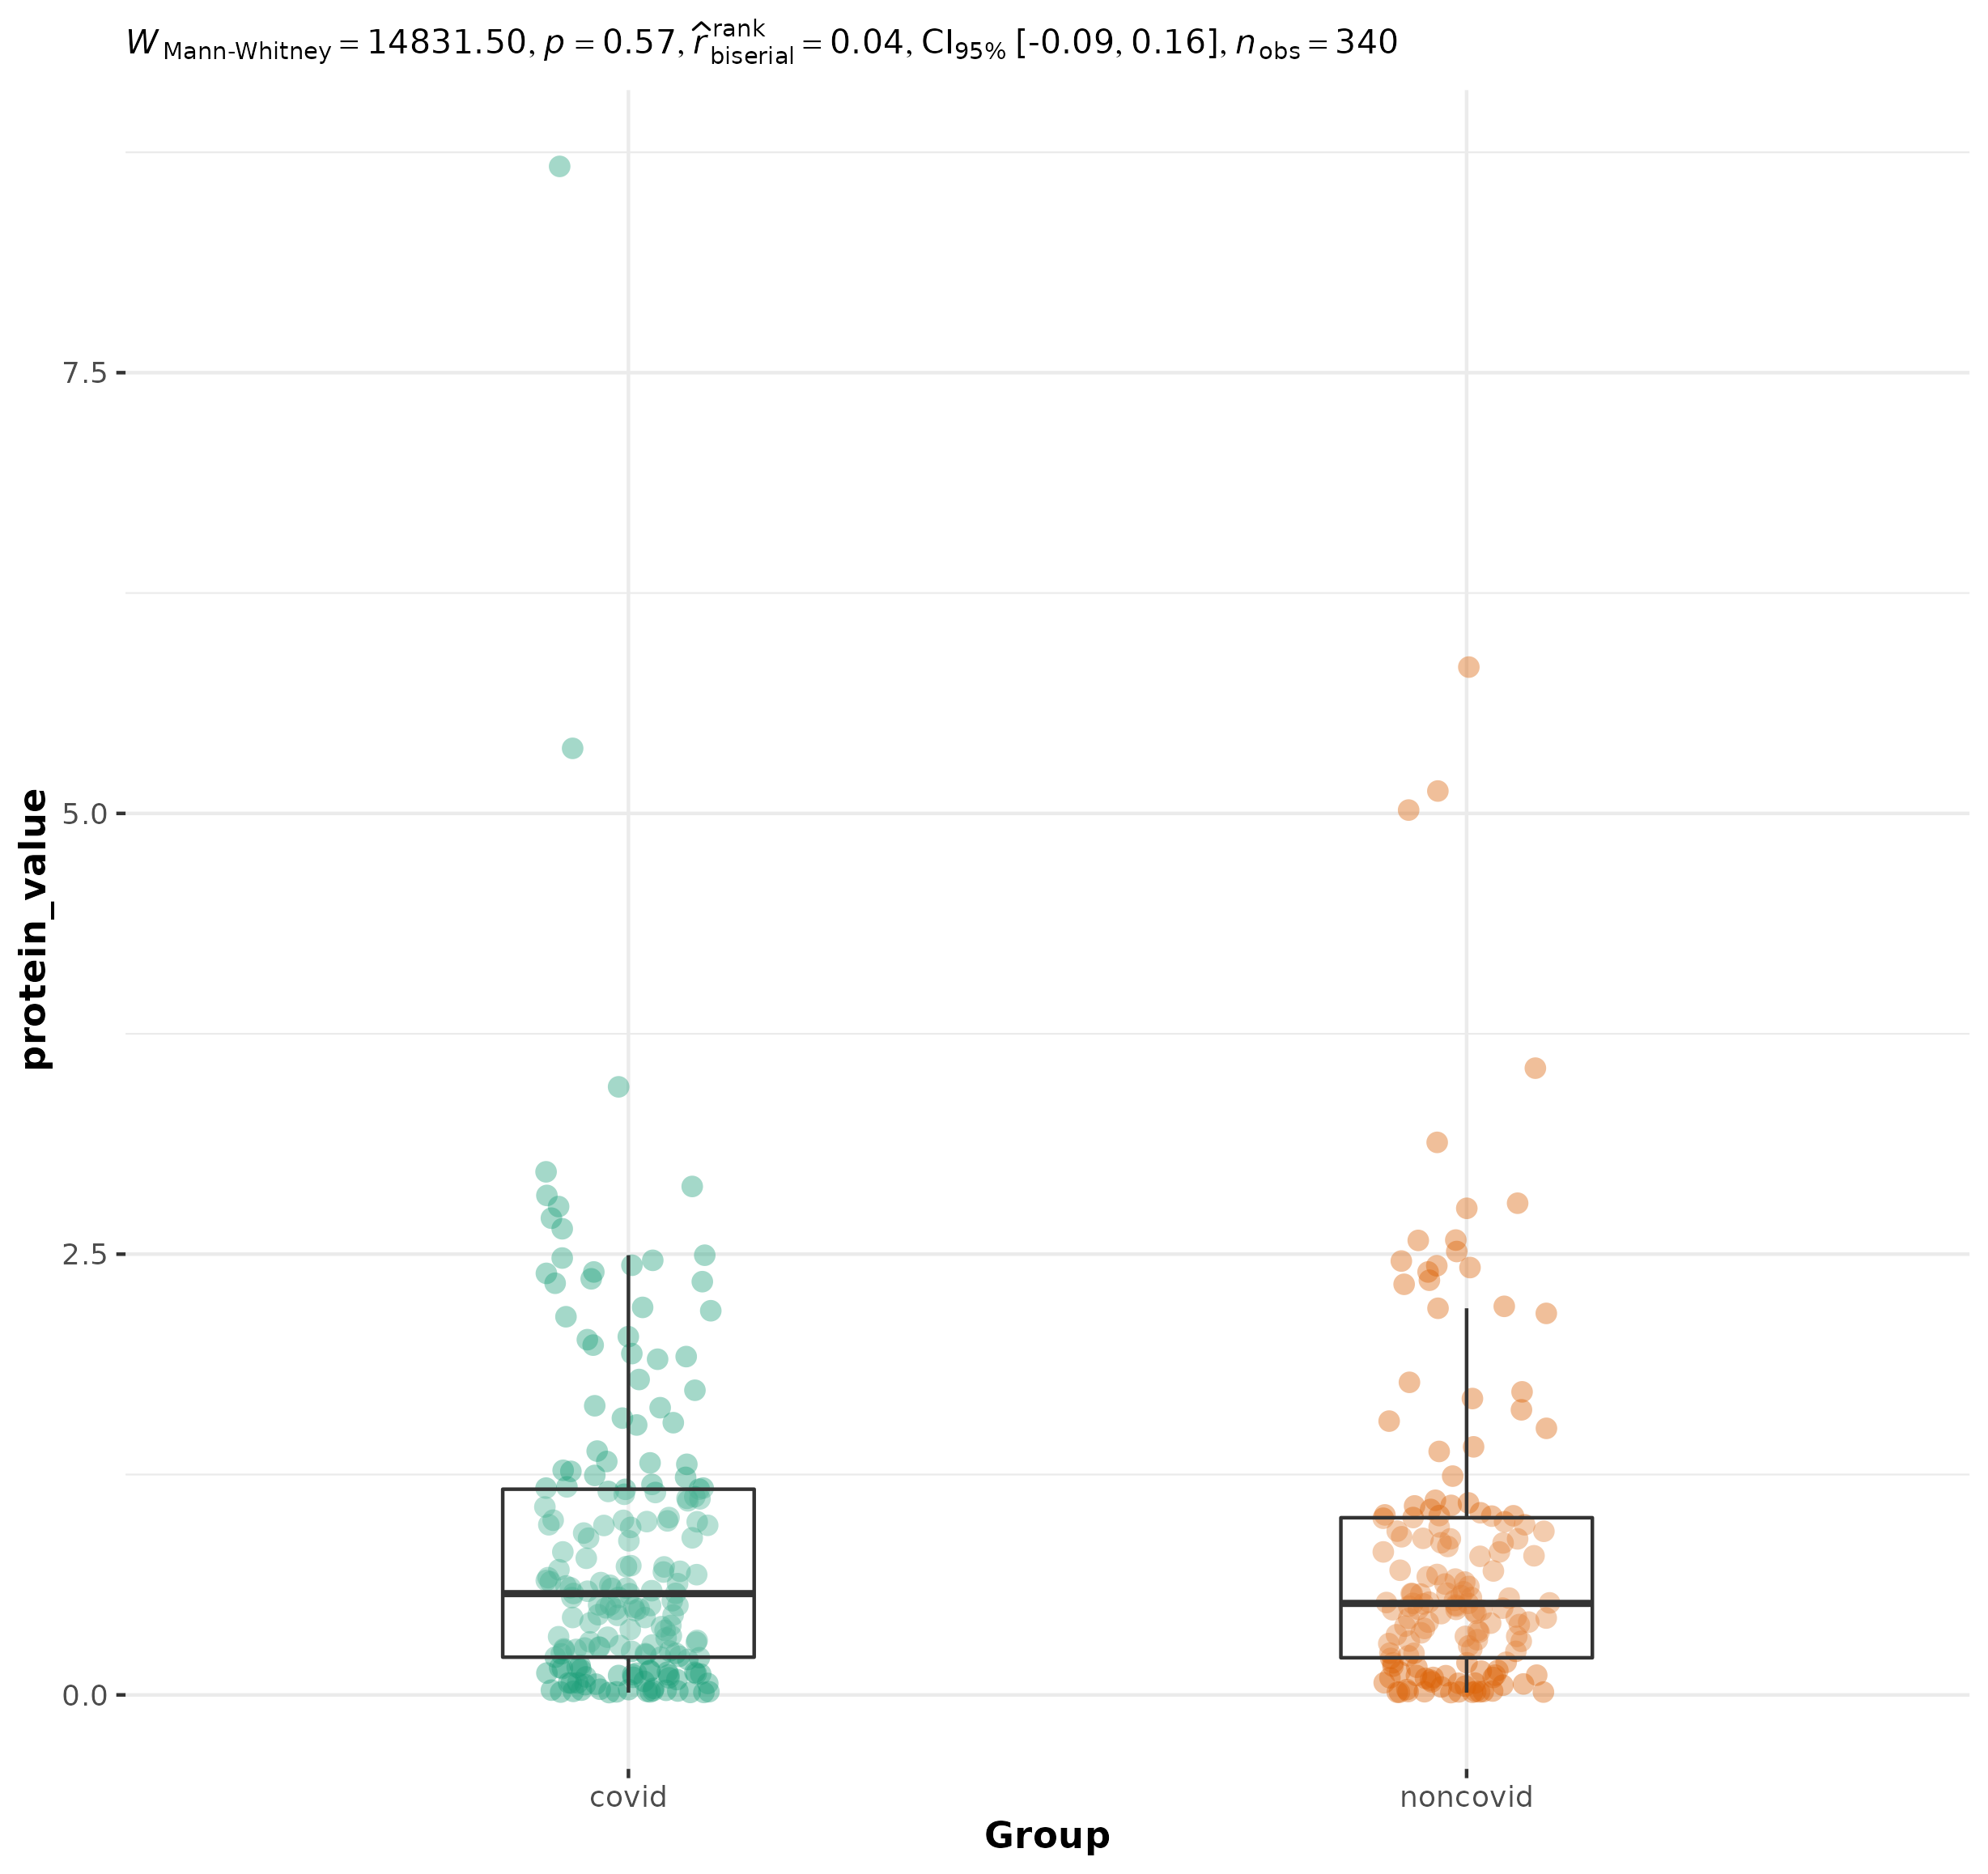 W Mann-Whitney = 14831.50, p = 0.57, r̂ rank biserial = 0.04, CI95% [-0.09, 0.16], nobs = 340
7.5
5.0
2.5
0.0
protein_value
covid noncovid
Group